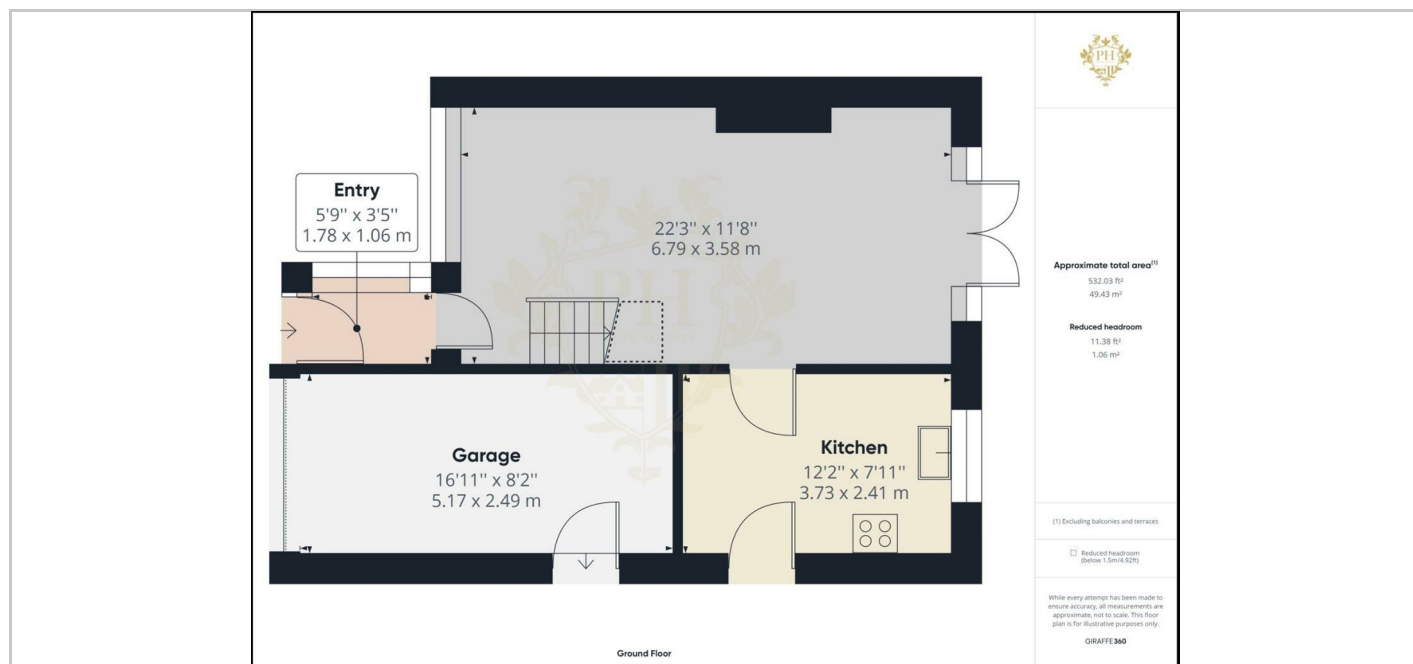 Entry
5'9'' x 3'5''
1.78 x 1.06 m
22'3'' x 11'8''
6.79 x 3.58 m
Garage
16'11'' x 8'2''
5.17 x 2.49 m
Kitchen
12'2'' x 7'11''
3.73 x 2.41 m
Ground Floor
PH
PH
Approximate total area(1)
532.03 ft²
49.43 m²
Reduced headroom
11.38 ft²
1.06 m²
(1) Excluding balconies and terraces
Reduced headroom
(below 1.5m/4.92ft)
While every attempt has been made to
ensure accuracy, all measurements are
approximate, not to scale. This floor
plan is for illustrative purposes only.
GIRAFFE360